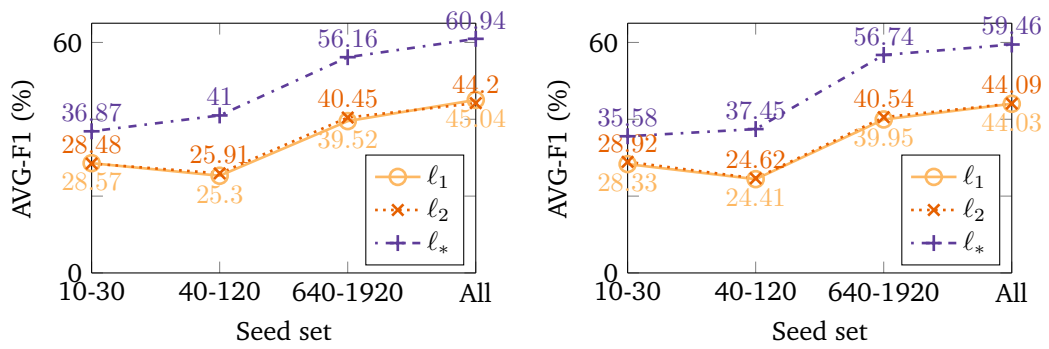 60
0
AVG-F1 (%)
36.87
41
56.16
60.94
28.48
25.91
40.45
44.2
28.57
25.3
39.52
45.04
ℓ1
ℓ2
ℓ*
10-30 40-120 640-1920 All
Seed set
60
0
AVG-F1 (%)
35.58
37.45
56.74
59.46
28.92
24.62
40.54
44.09
28.33
24.41
39.95
44.03
ℓ1
ℓ2
ℓ*
10-30 40-120 640-1920 All
Seed set